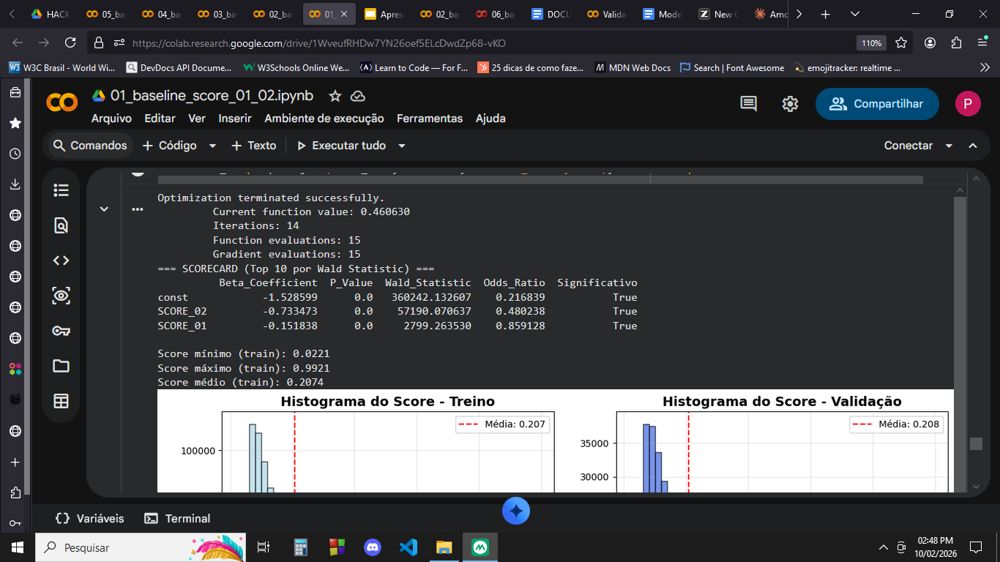 HACK
05_ba
04_ba
03_ba
02_ba
01_
Aprese
02_ba
06_ba
DOCU
Valida
Mode
New C
Amo
https://colab.research.google.com/drive/1WveufRHDw7YN26oef5ELcDwdZp68-vKO
110%
W3C Brasil - World Wi...
DevDocs API Docume...
W3Schools Online We...
Learn to Code — For F...
25 dicas de como faze...
MDN Web Docs
Search | Font Awesome
emojitracker: realtime ...
01_baseline_score_01_02.ipynb
Arquivo Editar Ver Inserir Ambiente de execução Ferramentas Ajuda
Compartilhar
P
Comandos
+ Código
+ Texto
Executar tudo
Conectar
Optimization terminated successfully.
Current function value: 0.460630
Iterations: 14
Function evaluations: 15
Gradient evaluations: 15
=== SCORECARD (Top 10 por Wald Statistic) ===
Beta_Coefficient P_Value Wald_Statistic Odds_Ratio Significativo
const -1.528599 0.0 360242.132607 0.216839 True
SCORE_02 -0.733473 0.0 57190.070637 0.480238 True
SCORE_01 -0.151838 0.0 2799.263530 0.859128 True
Score mínimo (train): 0.0221
Score máximo (train): 0.9921
Score médio (train): 0.2074
Histograma do Score - Treino
Média: 0.207
100000
Histograma do Score - Validação
Média: 0.208
35000
30000
Variáveis
Terminal
Pesquisar
02:48 PM
10/02/2026